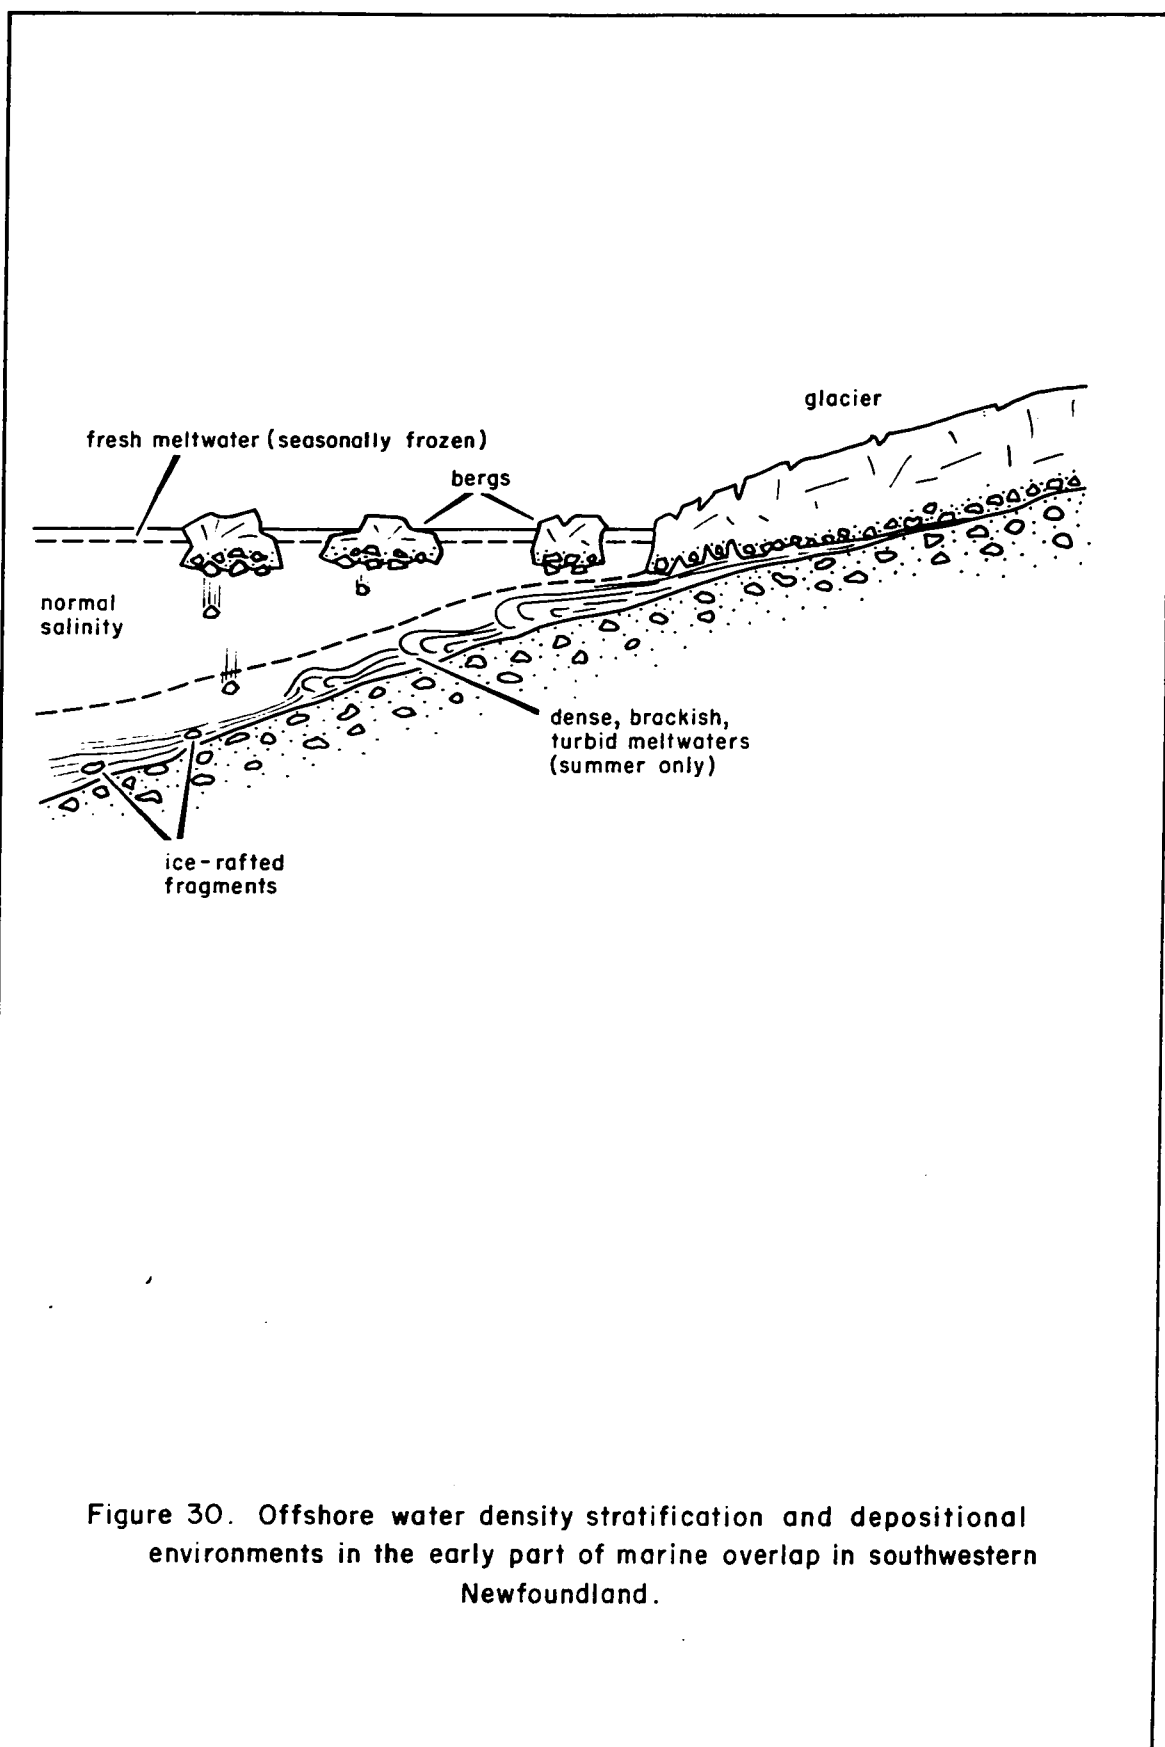 glacier
fresh meltwater (seasonally frozen)
bergs
normal
salinity
dense, brackish,
turbid meltwaters
(summer only)
ice-rafted
fragments
Figure 30. Offshore water density stratification and depositional
environments in the early part of marine overlap in southwestern
Newfoundland.